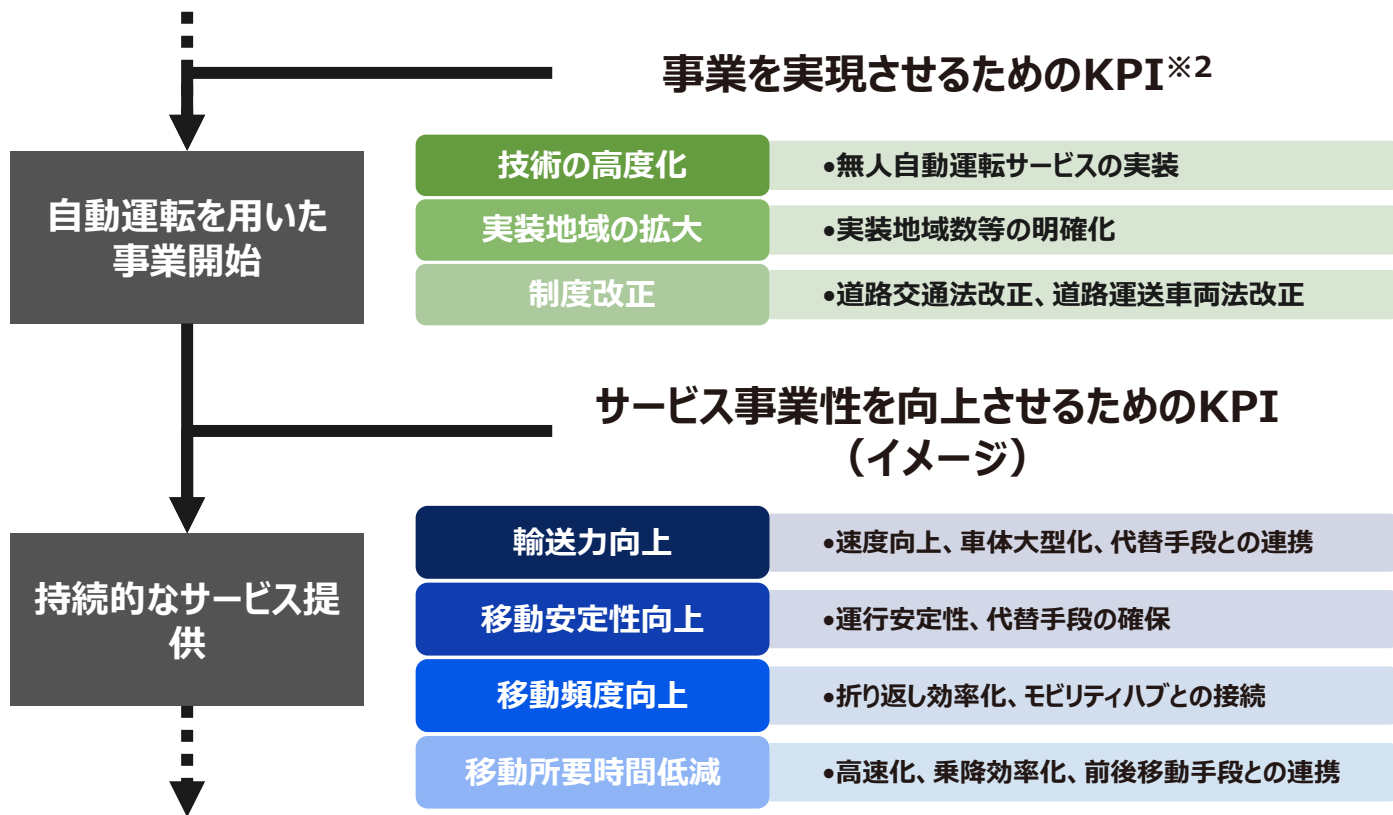 事業を実現させるためのKPI※2
自動運転を用いた
事業開始
技術の高度化
•無人自動運転サービスの実装
実装地域の拡大
•実装地域数等の明確化
制度改正
•道路交通法改正、道路運送車両法改正
サービス事業性を向上させるためのKPI
（イメージ）
持続的なサービス提
供
輸送力向上
•速度向上、車体大型化、代替手段との連携
移動安定性向上
•運行安定性、代替手段の確保
移動頻度向上
•折り返し効率化、モビリティハブとの接続
移動所要時間低減
•高速化、乗降効率化、前後移動手段との連携